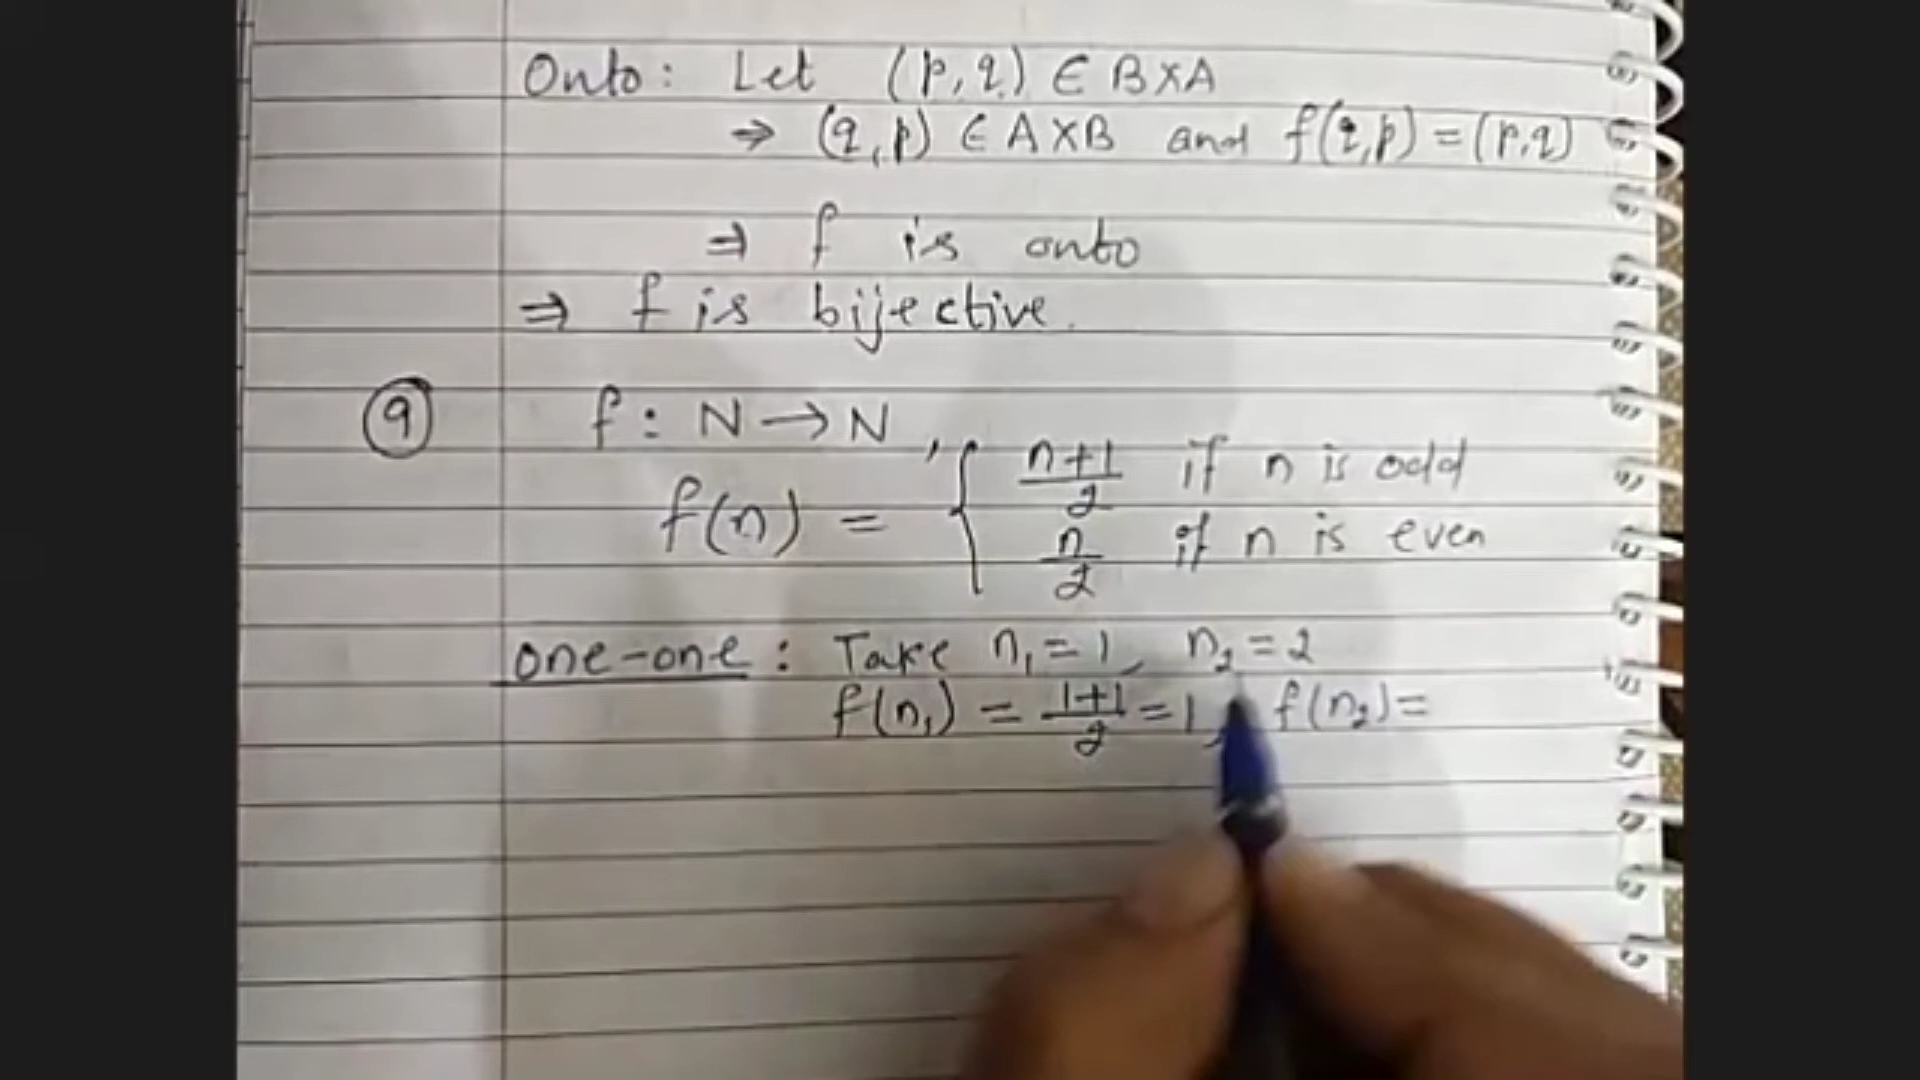 Onto: Let (p,q) ∈ B×A
⇒ (q,p) ∈ A×B and f(q,p) = (p,q)
⇒ f is onto
⇒ f is bijective.
(9) f : N → N ,
f(n) = { (n+1)/2 if n is odd
n/2 if n is even
one-one : Take n₁ = 1, n₂ = 2
f(n₁) = (1+1)/2 = 1, f(n₂) =